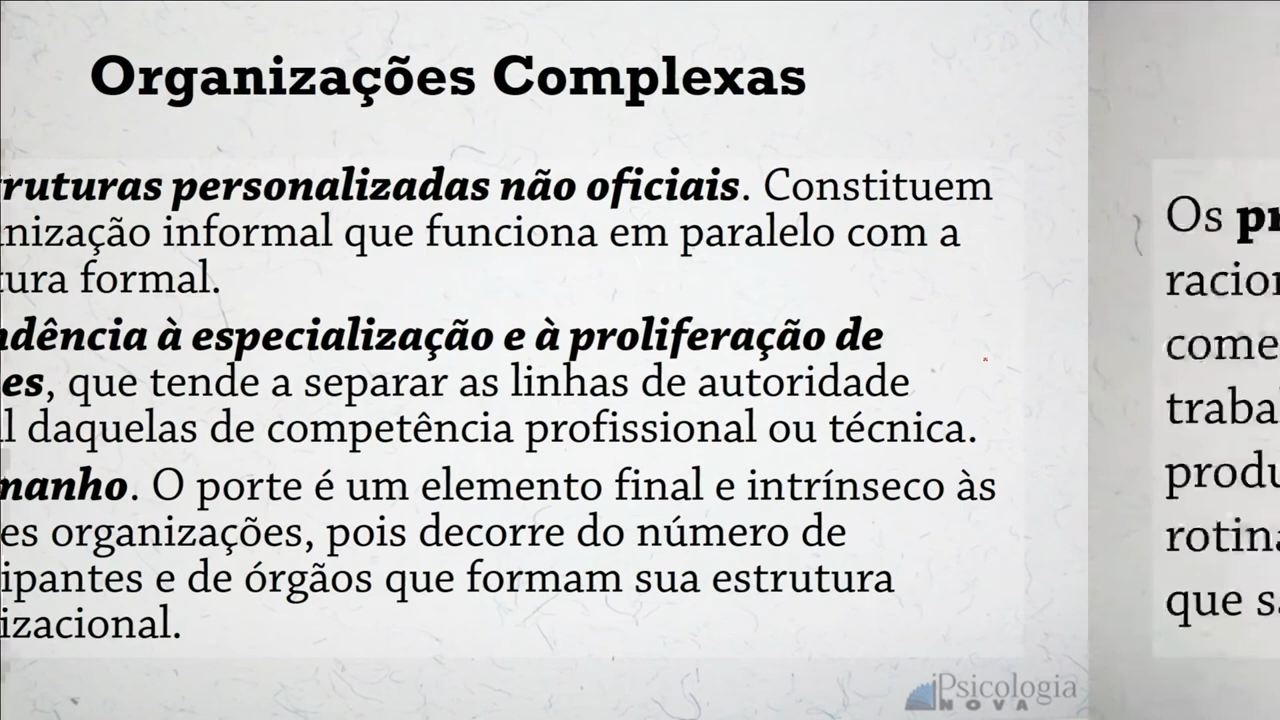 Organizações Complexas
ruturas personalizadas não oficiais. Constituem
nização informal que funciona em paralelo com a
tura formal.
ndência à especialização e à proliferação de
es, que tende a separar as linhas de autoridade
l daquelas de competência profissional ou técnica.
manho. O porte é um elemento final e intrínseco às
es organizações, pois decorre do número de
ipantes e de órgãos que formam sua estrutura
izacional.
Os pr
racion
come
traba
produ
rotina
que sa
Psicologia
NOVA